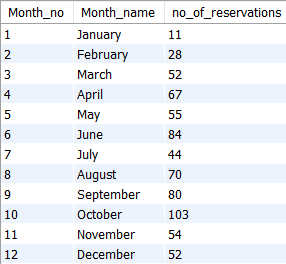 Month_no Month_name no_of_reservations
1 January 11
2 February 28
3 March 52
4 April 67
5 May 55
6 June 84
7 July 44
8 August 70
9 September 80
10 October 103
11 November 54
12 December 52